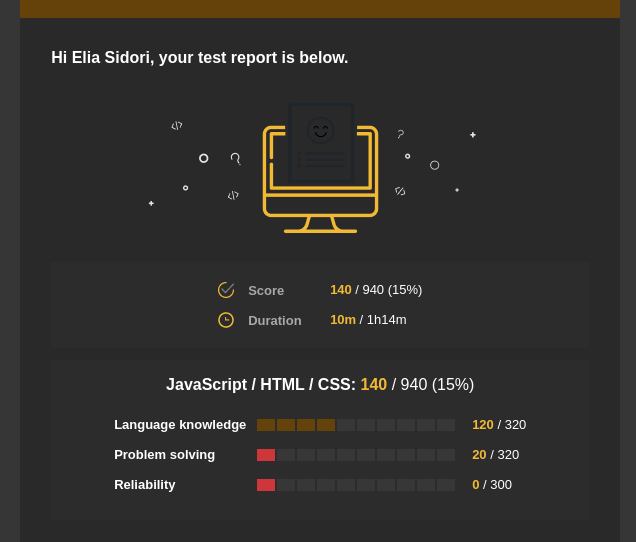 Hi Elia Sidori, your test report is below.
Score 140 / 940 (15%)
Duration 10m / 1h14m
JavaScript / HTML / CSS: 140 / 940 (15%)
Language knowledge 120 / 320
Problem solving 20 / 320
Reliability 0 / 300